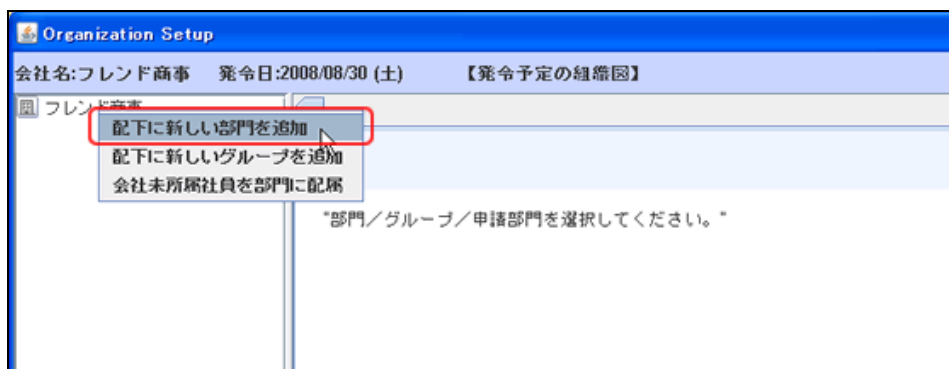 Organization Setup
会社名:フレンド商事 発令日:2008/08/30 (土) 【発令予定の組織図】
フレンド商事
配下に新しい部門を追加
配下に新しいグループを追加
会社未所属社員を部門に配属
"部門／グループ／申請部門を選択してください。"